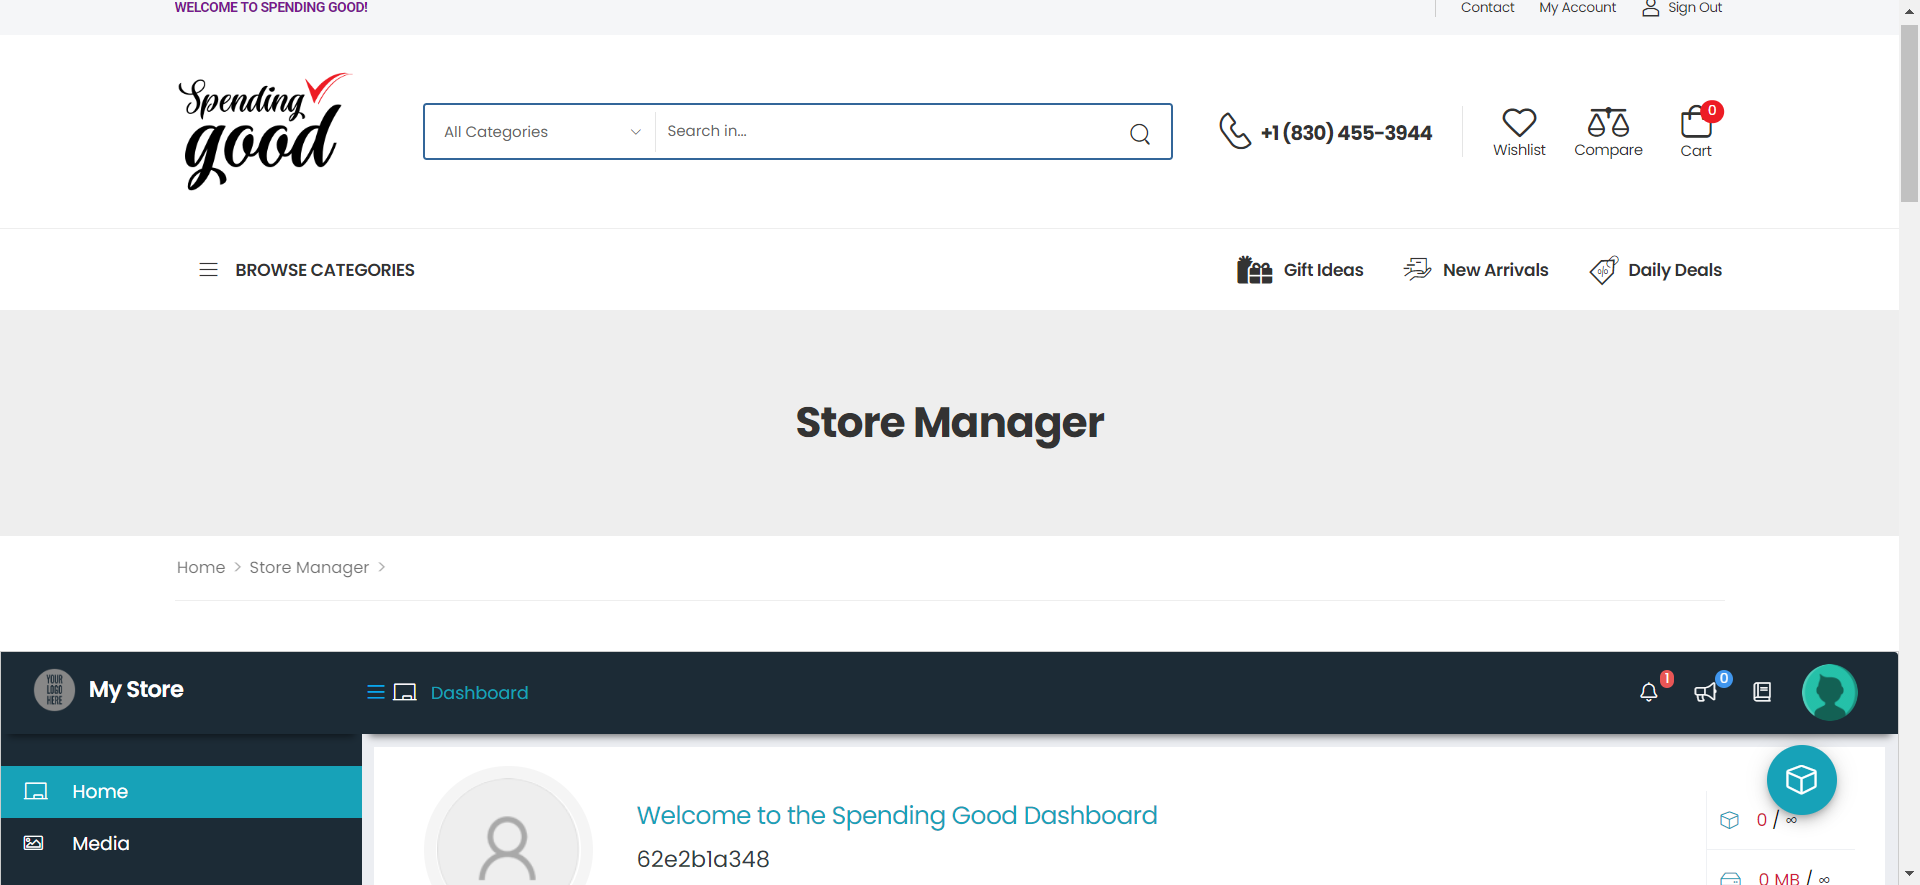 WELCOME TO SPENDING GOOD!
Contact My Account Sign Out
Spending
good
All Categories Search in...
+1 (830) 455-3944
Wishlist Compare 0 Cart
BROWSE CATEGORIES
Gift Ideas % New Arrivals Daily Deals
Store Manager
Home > Store Manager >
YOUR
LOGO
HERE
My Store
Dashboard
1 0
Home
Media
Welcome to the Spending Good Dashboard
62e2b1a348
0 / ∞
0 MB / ∞